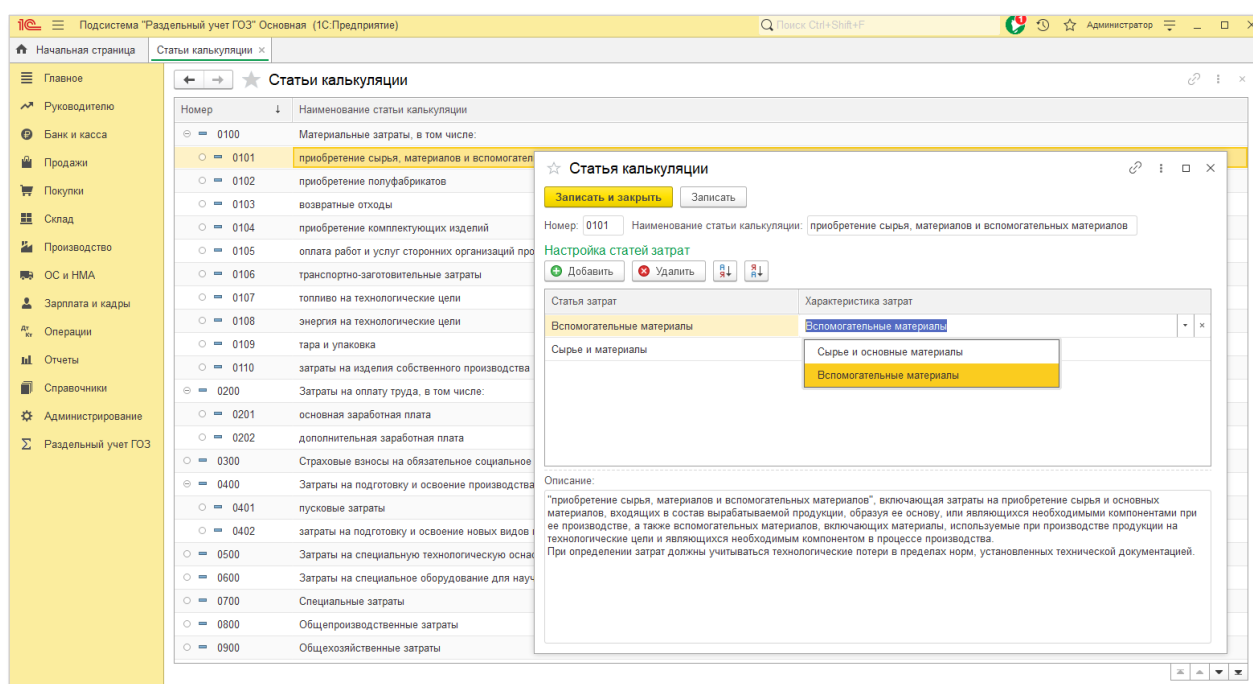 1С Подсистема "Раздельный учет ГОЗ" Основная (1С:Предприятие) Поиск Ctrl+Shift+F Администратор
Начальная страница Статьи калькуляции ×
Главное
Руководителю
Банк и касса
Продажи
Покупки
Склад
Производство
ОС и НМА
Зарплата и кадры
Операции
Отчеты
Справочники
Администрирование
Раздельный учет ГОЗ
Статьи калькуляции
Номер ↓ Наименование статьи калькуляции
0100 Материальные затраты, в том числе:
0101 приобретение сырья, материалов и вспомогател
0102 приобретение полуфабрикатов
0103 возвратные отходы
0104 приобретение комплектующих изделий
0105 оплата работ и услуг сторонних организаций про
0106 транспортно-заготовительные затраты
0107 топливо на технологические цели
0108 энергия на технологические цели
0109 тара и упаковка
0110 затраты на изделия собственного производства
0200 Затраты на оплату труда, в том числе:
0201 основная заработная плата
0202 дополнительная заработная плата
0300 Страховые взносы на обязательное социальное
0400 Затраты на подготовку и освоение производства
0401 пусковые затраты
0402 затраты на подготовку и освоение новых видов
0500 Затраты на специальную технологическую осна
0600 Затраты на специальное оборудование для науч
0700 Специальные затраты
0800 Общепроизводственные затраты
0900 Общехозяйственные затраты
Статья калькуляции
Записать и закрыть Записать
Номер: 0101 Наименование статьи калькуляции: приобретение сырья, материалов и вспомогательных материалов
Настройка статей затрат
Добавить Удалить
Статья затрат Характеристика затрат
Вспомогательные материалы Вспомогательные материалы
Сырье и материалы
Сырье и основные материалы
Вспомогательные материалы
Описание:
"приобретение сырья, материалов и вспомогательных материалов", включающая затраты на приобретение сырья и основных
материалов, входящих в состав вырабатываемой продукции, образуя ее основу, или являющихся необходимыми компонентами при
ее производстве, а также вспомогательных материалов, включающих материалы, используемые при производстве продукции на
технологические цели и являющихся необходимым компонентом в процессе производства.
При определении затрат должны учитываться технологические потери в пределах норм, установленных технической документацией.